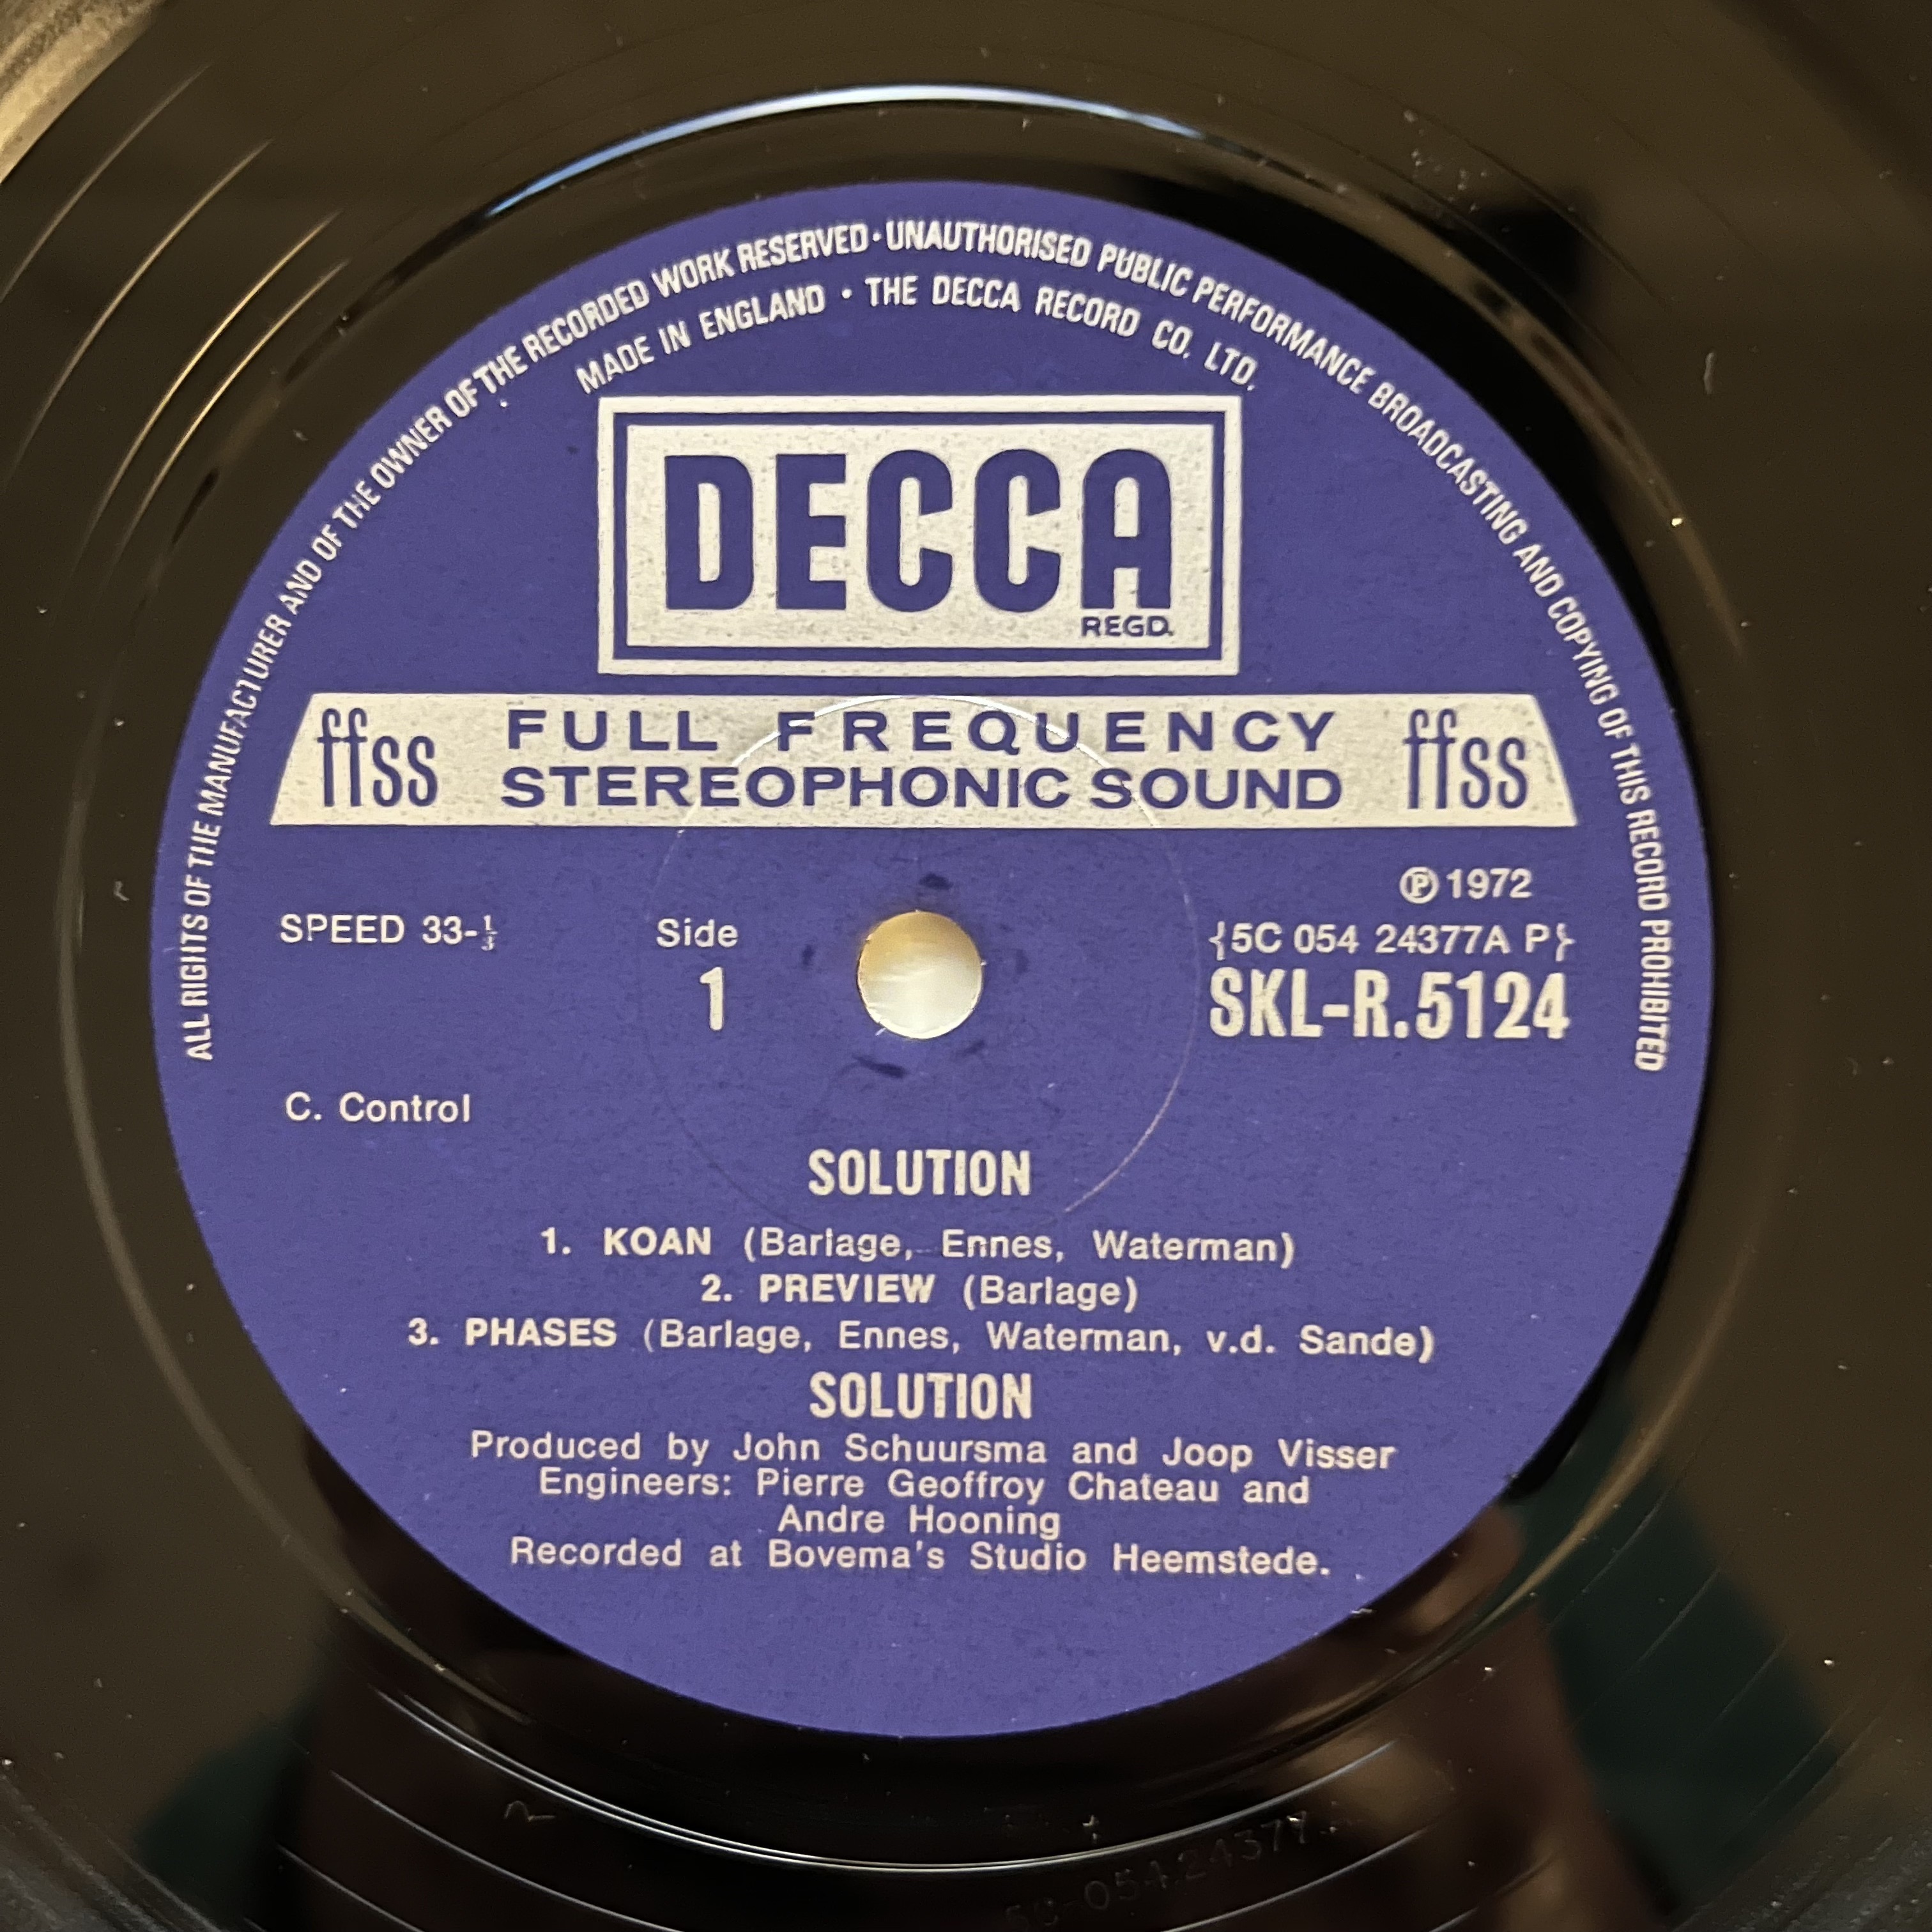 ALL RIGHTS OF THE MANUFACTURER AND OF THE OWNER OF THE RECORDED WORK RESERVED · UNAUTHORISED PUBLIC PERFORMANCE BROADCASTING AND COPYING OF THIS RECORD PROHIBITED
MADE IN ENGLAND · THE DECCA RECORD CO. LTD.
DECCA
REGD.
ffss FULL FREQUENCY ffss
STEREOPHONIC SOUND
℗ 1972
SPEED 33-⅓ Side {5C 054 24377A P}
1 SKL-R.5124
C. Control
SOLUTION
1. KOAN (Barlage, Ennes, Waterman)
2. PREVIEW (Barlage)
3. PHASES (Barlage, Ennes, Waterman, v.d. Sande)
SOLUTION
Produced by John Schuursma and Joop Visser
Engineers: Pierre Geoffroy Chateau and
Andre Hooning
Recorded at Bovema's Studio Heemstede.